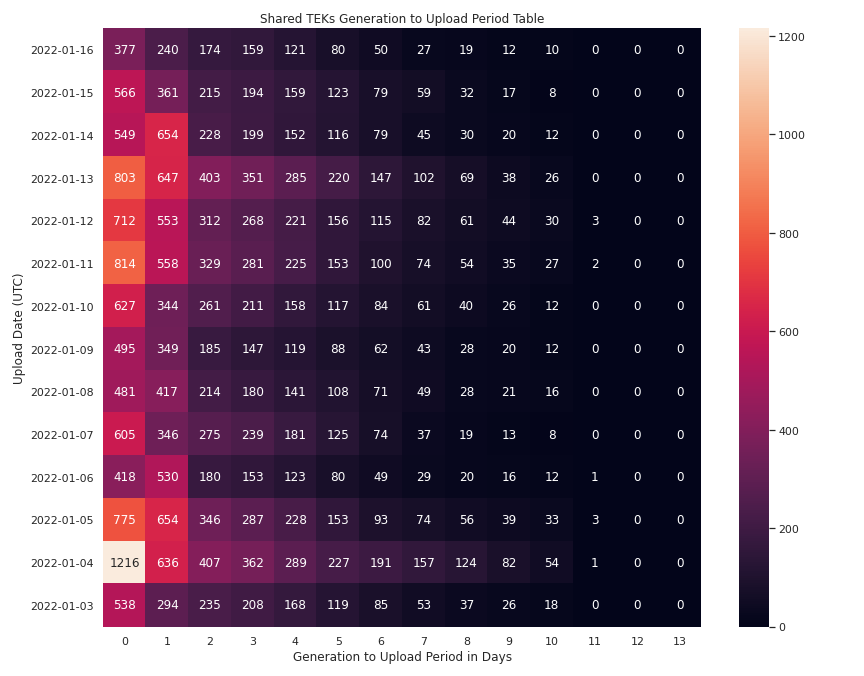 Shared TEKs Generation to Upload Period Table
Upload Date (UTC)
2022-01-16 377 240 174 159 121 80 50 27 19 12 10 0 0 0
2022-01-15 566 361 215 194 159 123 79 59 32 17 8 0 0 0
2022-01-14 549 654 228 199 152 116 79 45 30 20 12 0 0 0
2022-01-13 803 647 403 351 285 220 147 102 69 38 26 0 0 0
2022-01-12 712 553 312 268 221 156 115 82 61 44 30 3 0 0
2022-01-11 814 558 329 281 225 153 100 74 54 35 27 2 0 0
2022-01-10 627 344 261 211 158 117 84 61 40 26 12 0 0 0
2022-01-09 495 349 185 147 119 88 62 43 28 20 12 0 0 0
2022-01-08 481 417 214 180 141 108 71 49 28 21 16 0 0 0
2022-01-07 605 346 275 239 181 125 74 37 19 13 8 0 0 0
2022-01-06 418 530 180 153 123 80 49 29 20 16 12 1 0 0
2022-01-05 775 654 346 287 228 153 93 74 56 39 33 3 0 0
2022-01-04 1216 636 407 362 289 227 191 157 124 82 54 1 0 0
2022-01-03 538 294 235 208 168 119 85 53 37 26 18 0 0 0
0 1 2 3 4 5 6 7 8 9 10 11 12 13
Generation to Upload Period in Days
1200
1000
800
600
400
200
0